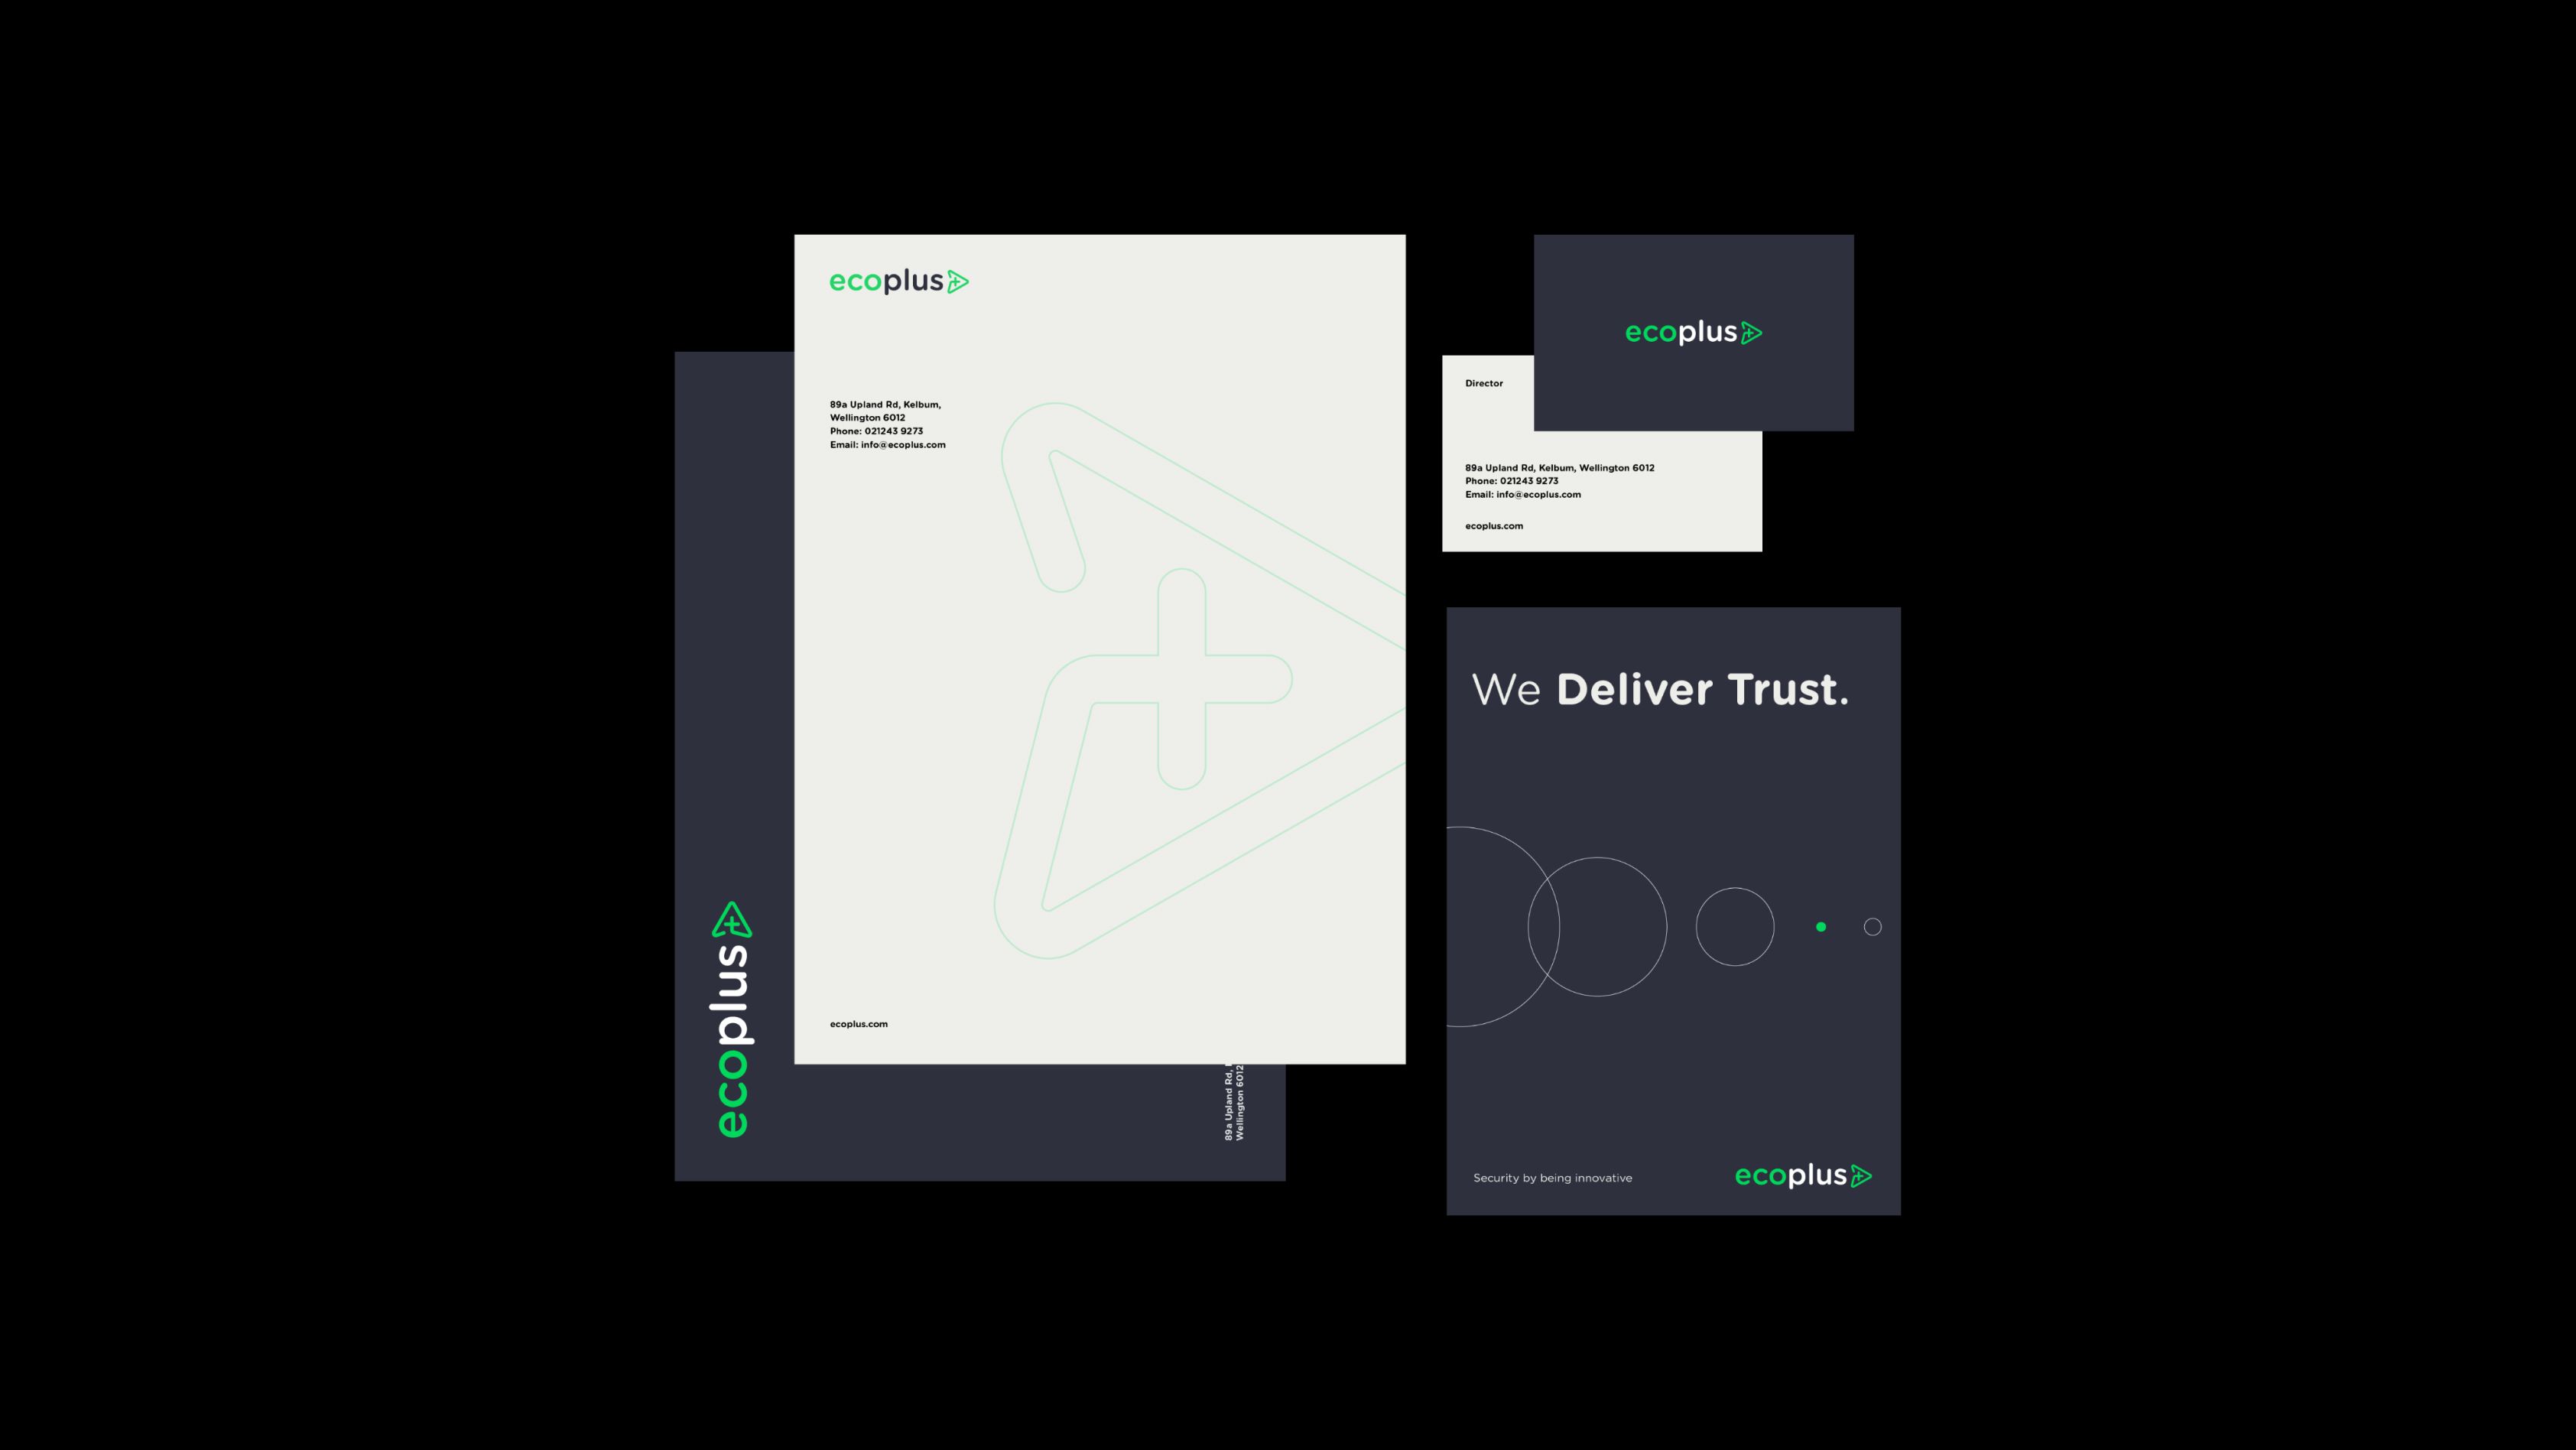 ecoplus
89a Upland Rd, Kelbum,
Wellington 6012
Phone: 021243 9273
Email: info@ecoplus.com
ecoplus.com
ecoplus
89a Upland Rd,
Wellington 6012
ecoplus
Director
89a Upland Rd, Kelbum, Wellington 6012
Phone: 021243 9273
Email: info@ecoplus.com
ecoplus.com
We Deliver Trust.
Security by being innovative
ecoplus